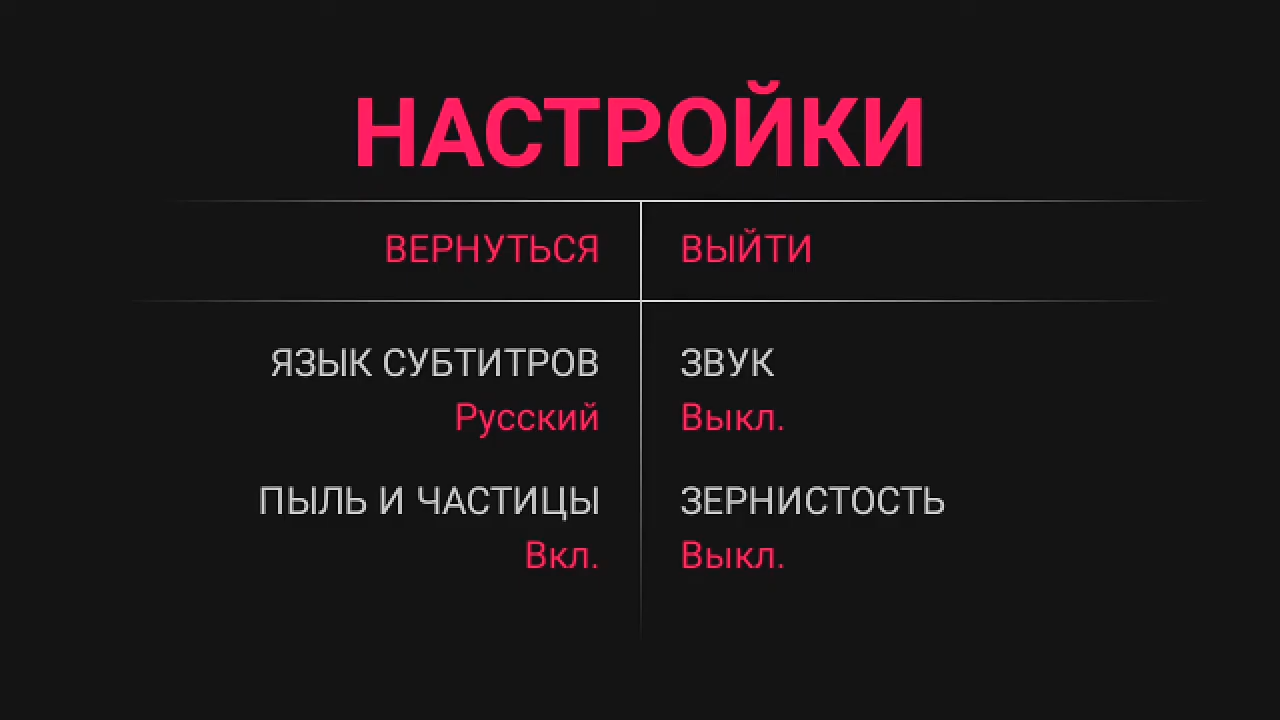 НАСТРОЙКИ
ВЕРНУТЬСЯ
ВЫЙТИ
ЯЗЫК СУБТИТРОВ
Русский
ЗВУК
Выкл.
ПЫЛЬ И ЧАСТИЦЫ
Вкл.
ЗЕРНИСТОСТЬ
Выкл.